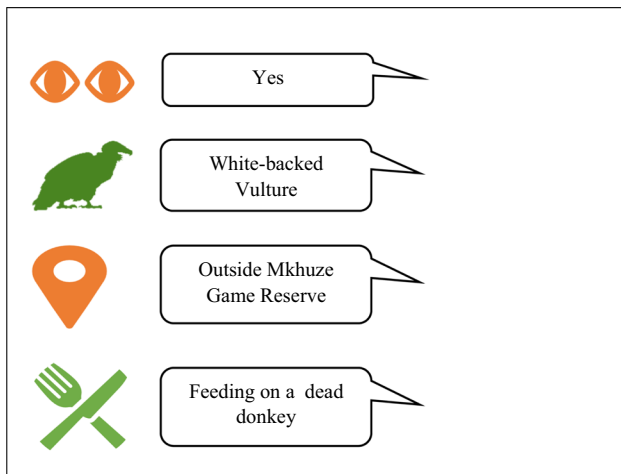 Yes
White-backed
Vulture
Outside Mkhuze
Game Reserve
Feeding on a dead
donkey